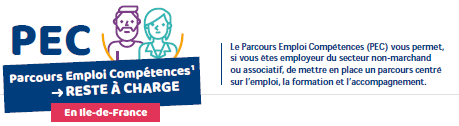 PEC
Parcours Emploi Compétences¹
→ RESTE À CHARGE
En Ile-de-France
Le Parcours Emploi Compétences (PEC) vous permet,
si vous êtes employeur du secteur non-marchand
ou associatif, de mettre en place un parcours centré
sur l'emploi, la formation et l'accompagnement.